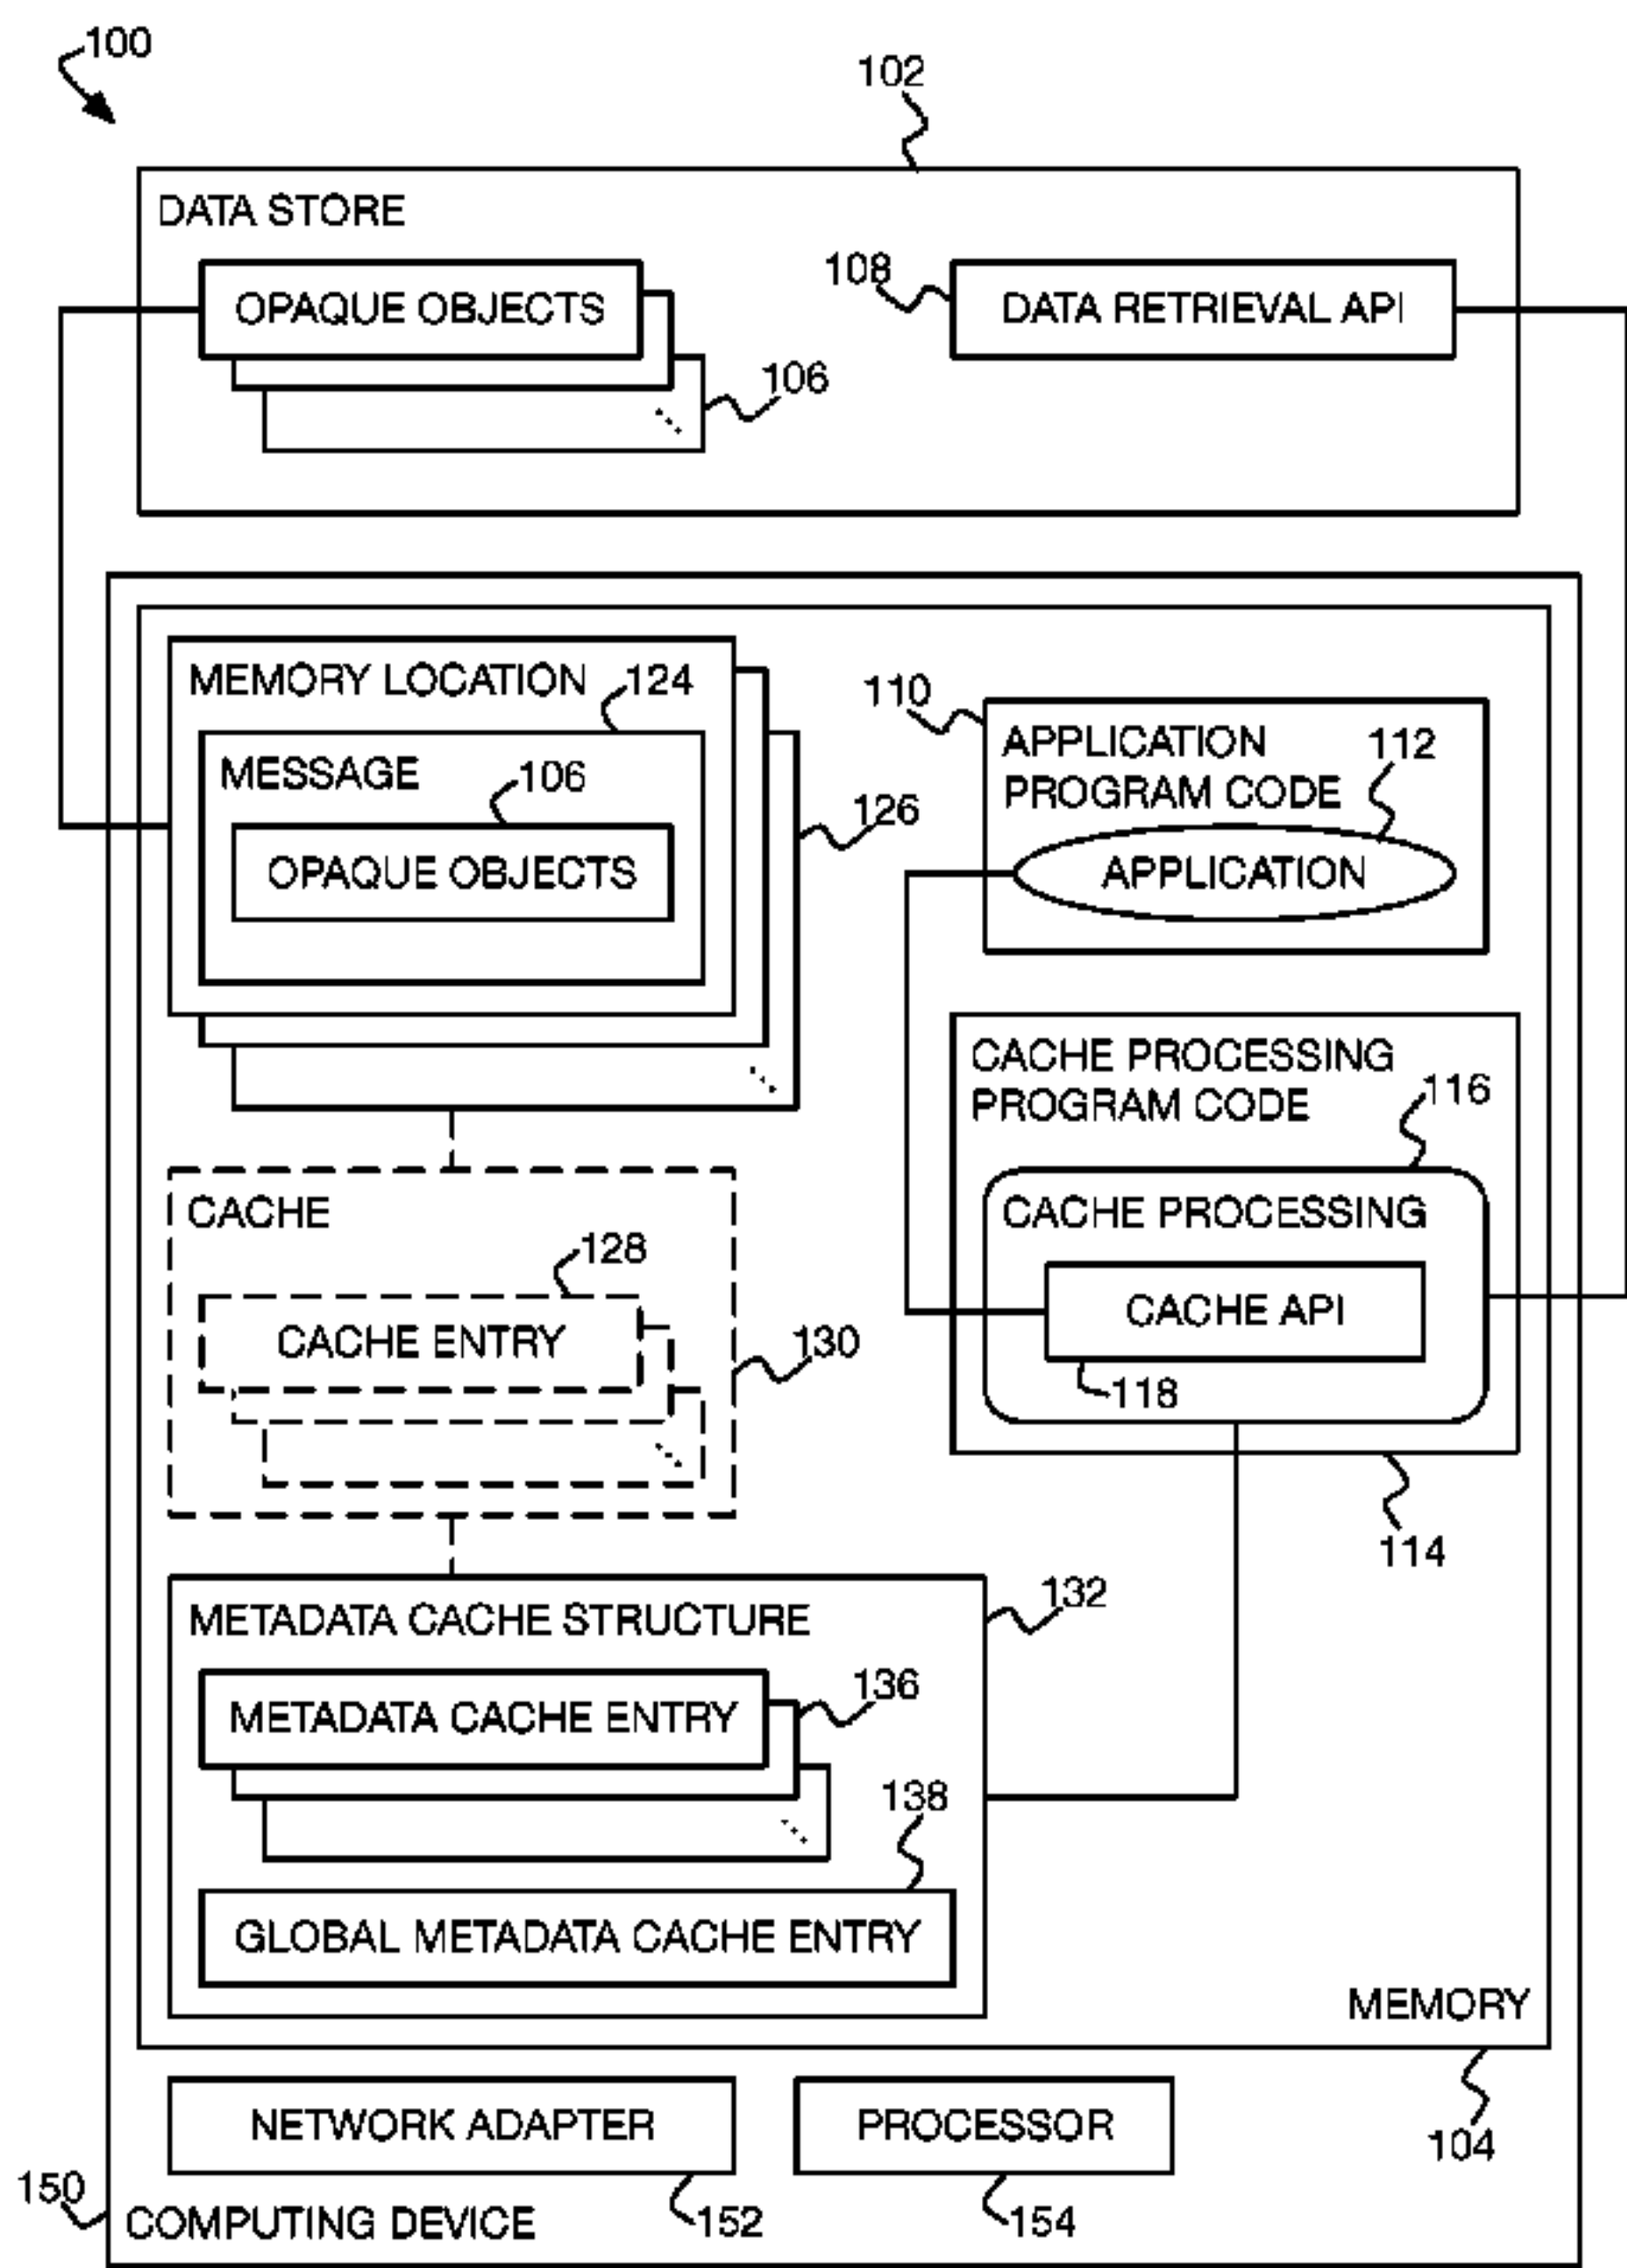 100
102
DATA STORE
OPAQUE OBJECTS
108
DATA RETRIEVAL API
106
MEMORY LOCATION
124
MESSAGE
106
OPAQUE OBJECTS
126
110
APPLICATION
PROGRAM CODE
112
APPLICATION
CACHE PROCESSING
PROGRAM CODE
116
CACHE PROCESSING
CACHE API
118
114
CACHE
128
CACHE ENTRY
130
METADATA CACHE STRUCTURE
132
METADATA CACHE ENTRY
136
138
GLOBAL METADATA CACHE ENTRY
MEMORY
104
NETWORK ADAPTER
PROCESSOR
150
COMPUTING DEVICE
152
154